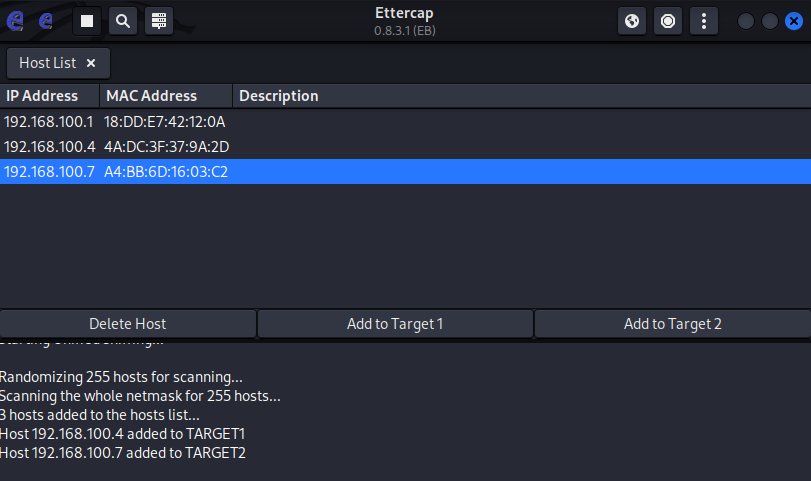 Ettercap
0.8.3.1 (EB)
Host List
IP Address MAC Address Description
192.168.100.1 18:DD:E7:42:12:0A
192.168.100.4 4A:DC:3F:37:9A:2D
192.168.100.7 A4:BB:6D:16:03:C2
Delete Host Add to Target 1 Add to Target 2
Starting Unified sniffing...
Randomizing 255 hosts for scanning...
Scanning the whole netmask for 255 hosts...
3 hosts added to the hosts list...
Host 192.168.100.4 added to TARGET1
Host 192.168.100.7 added to TARGET2